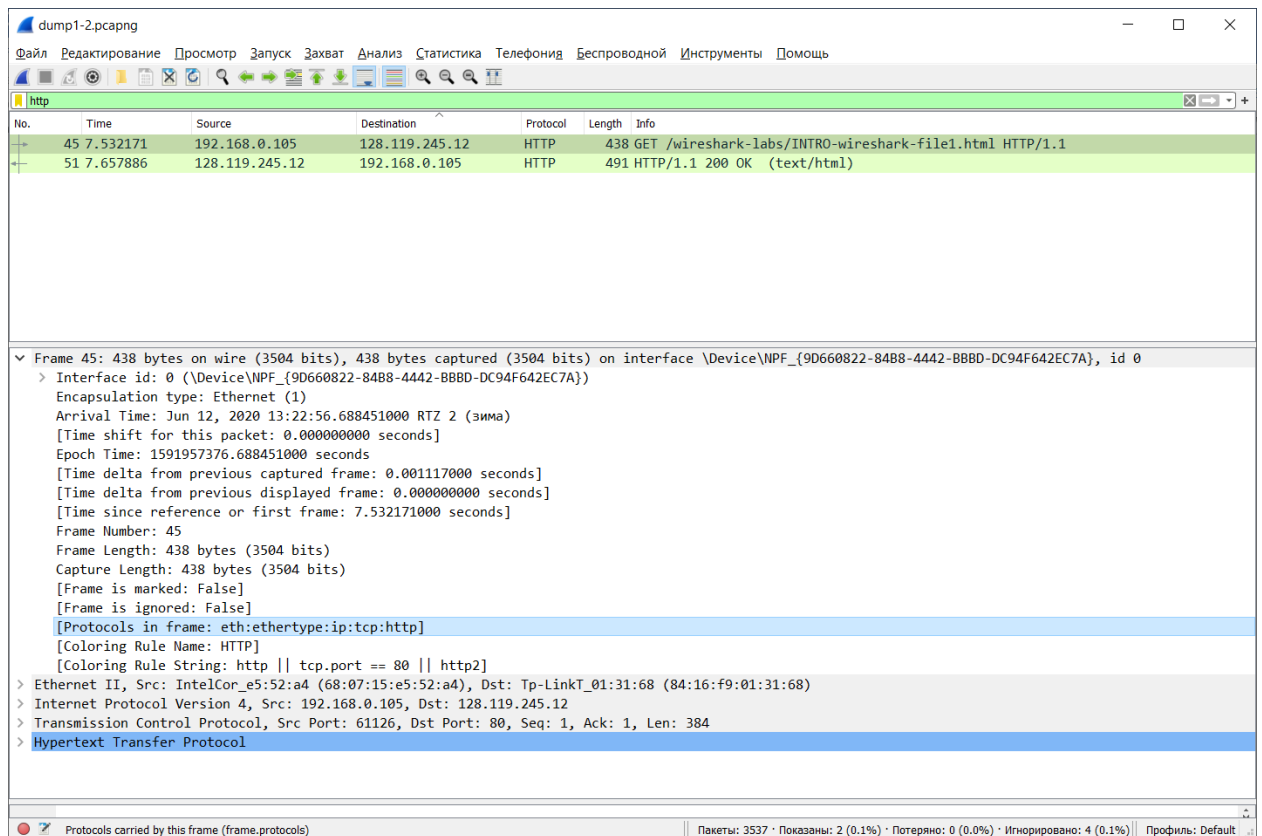 dump1-2.pcapng
Файл Редактирование Просмотр Запуск Захват Анализ Статистика Телефония Беспроводной Инструменты Помощь
http
No. Time Source Destination Protocol Length Info
45 7.532171 192.168.0.105 128.119.245.12 HTTP 438 GET /wireshark-labs/INTRO-wireshark-file1.html HTTP/1.1
51 7.657886 128.119.245.12 192.168.0.105 HTTP 491 HTTP/1.1 200 OK (text/html)
Frame 45: 438 bytes on wire (3504 bits), 438 bytes captured (3504 bits) on interface \Device\NPF_{9D660822-84B8-4442-BBBD-DC94F642EC7A}, id 0
Interface id: 0 (\Device\NPF_{9D660822-84B8-4442-BBBD-DC94F642EC7A})
Encapsulation type: Ethernet (1)
Arrival Time: Jun 12, 2020 13:22:56.688451000 RTZ 2 (зима)
[Time shift for this packet: 0.000000000 seconds]
Epoch Time: 1591957376.688451000 seconds
[Time delta from previous captured frame: 0.001117000 seconds]
[Time delta from previous displayed frame: 0.000000000 seconds]
[Time since reference or first frame: 7.532171000 seconds]
Frame Number: 45
Frame Length: 438 bytes (3504 bits)
Capture Length: 438 bytes (3504 bits)
[Frame is marked: False]
[Frame is ignored: False]
[Protocols in frame: eth:ethertype:ip:tcp:http]
[Coloring Rule Name: HTTP]
[Coloring Rule String: http || tcp.port == 80 || http2]
Ethernet II, Src: IntelCor_e5:52:a4 (68:07:15:e5:52:a4), Dst: Tp-LinkT_01:31:68 (84:16:f9:01:31:68)
Internet Protocol Version 4, Src: 192.168.0.105, Dst: 128.119.245.12
Transmission Control Protocol, Src Port: 61126, Dst Port: 80, Seq: 1, Ack: 1, Len: 384
Hypertext Transfer Protocol
Protocols carried by this frame (frame.protocols) Пакеты: 3537 · Показаны: 2 (0.1%) · Потеряно: 0 (0.0%) · Игнорировано: 4 (0.1%) Профиль: Default